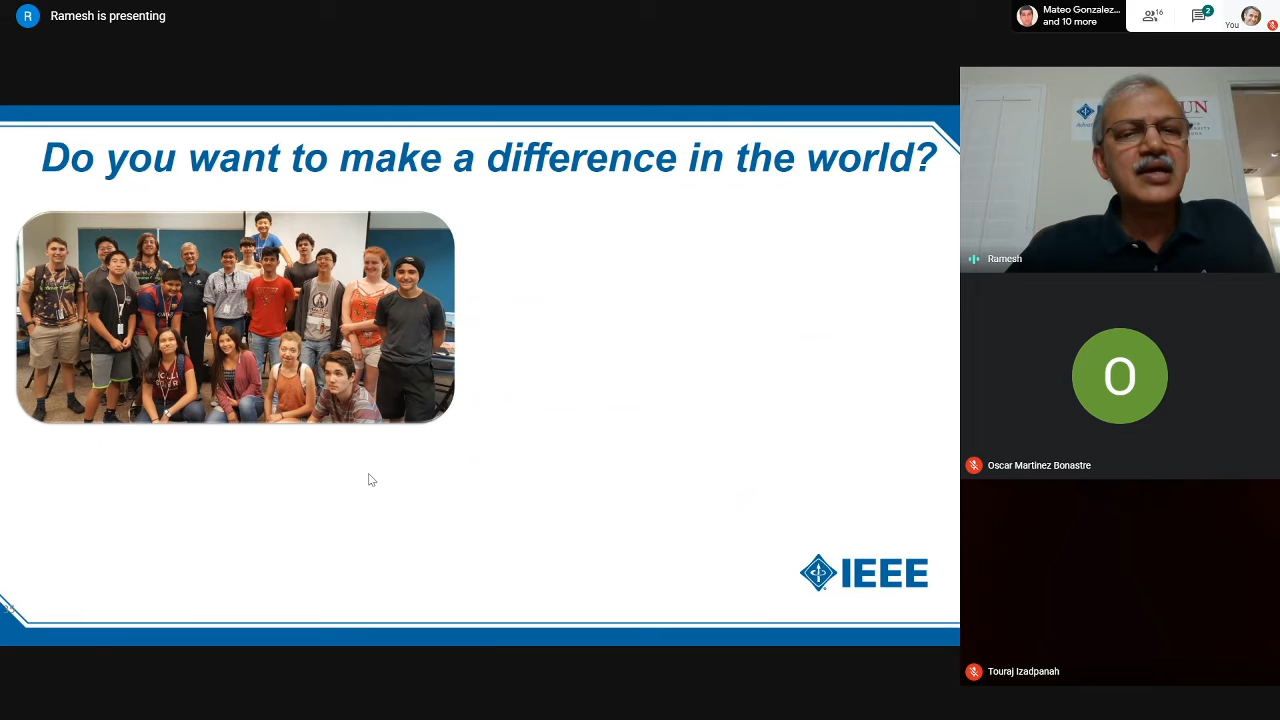 R
Ramesh is presenting
Mateo Gonzalez...
and 10 more
16
2
You
Do you want to make a difference in the world?
IEEE
UN
Ramesh
O
Oscar Martinez Bonastre
Touraj Izadpanah